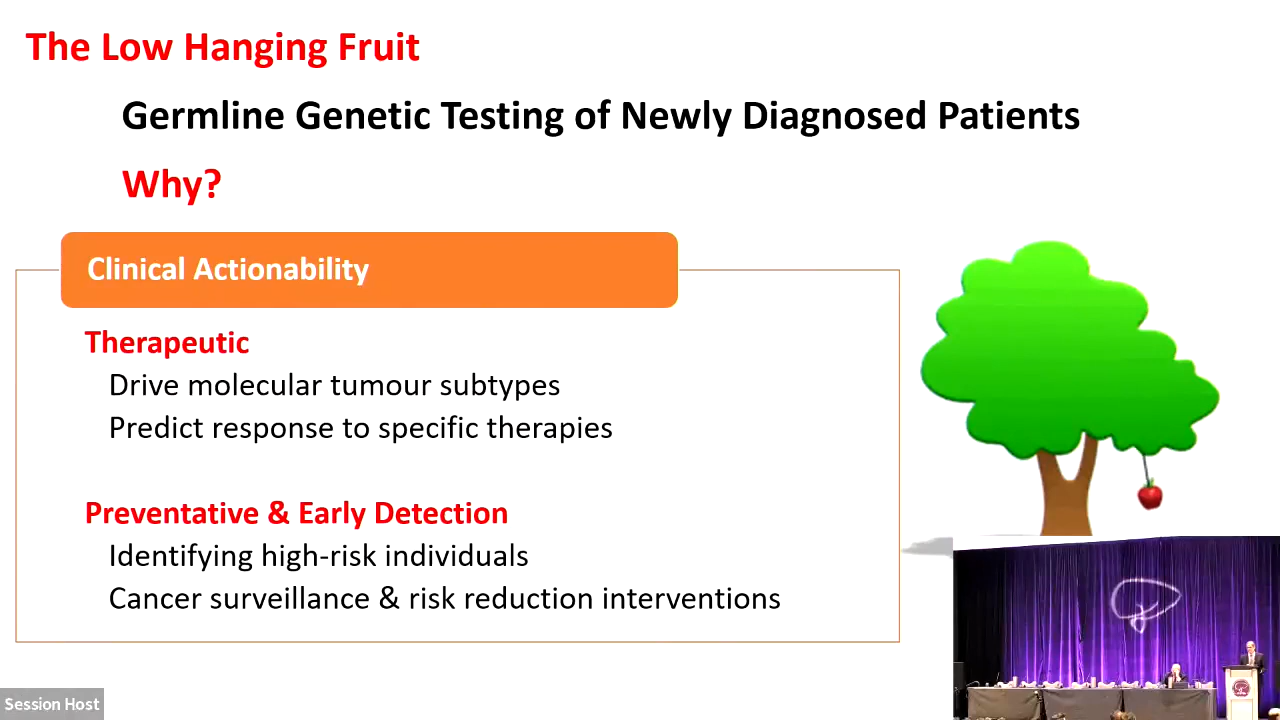 The Low Hanging Fruit
Germline Genetic Testing of Newly Diagnosed Patients
Why?
Clinical Actionability
Therapeutic
Drive molecular tumour subtypes
Predict response to specific therapies
Preventative & Early Detection
Identifying high-risk individuals
Cancer surveillance & risk reduction interventions
Session Host